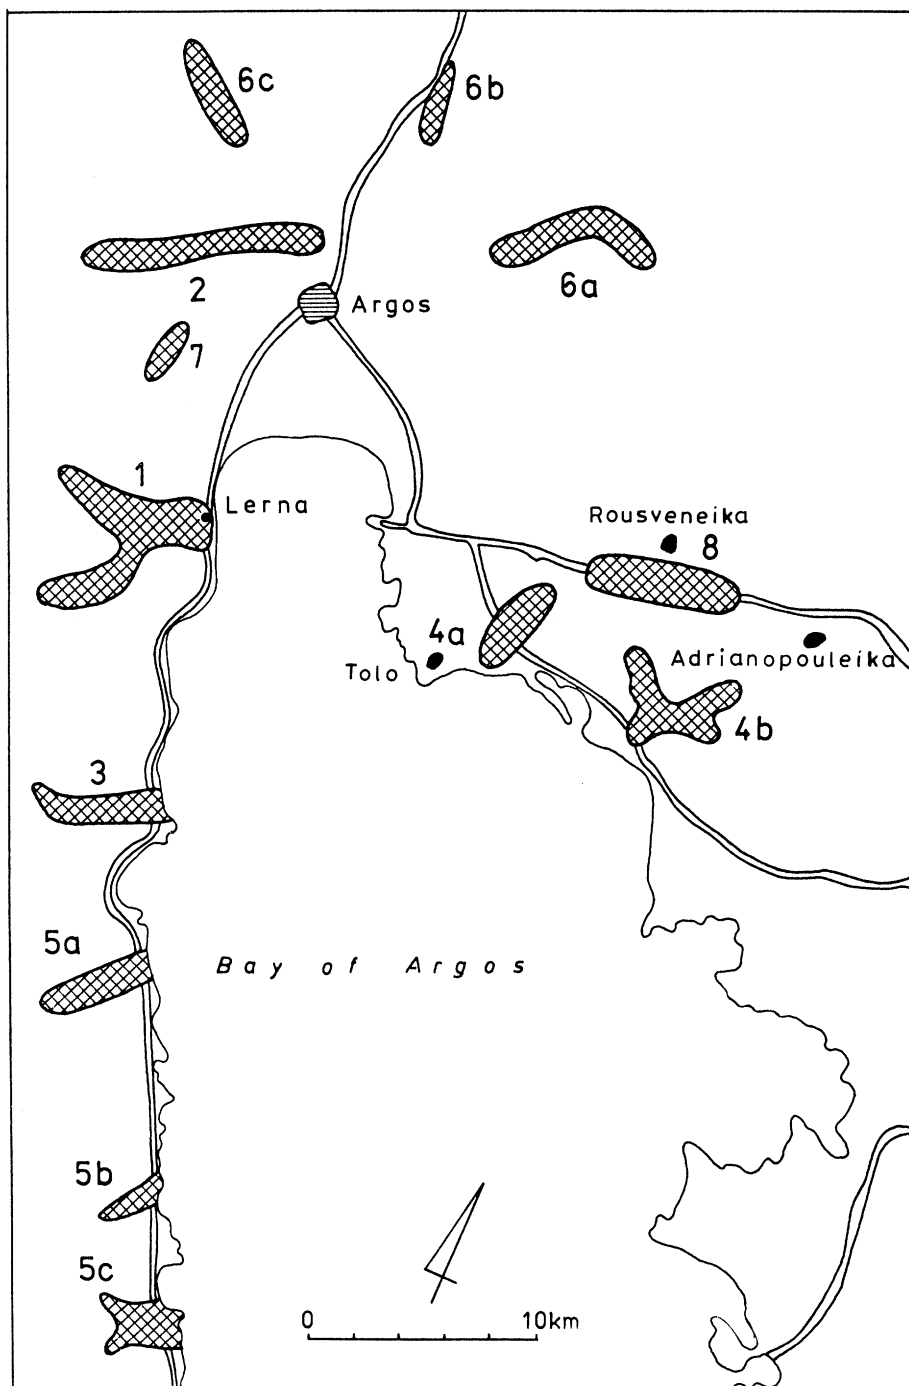 6c
6b
2
6a
Argos
7
1
Lerna
Rousveneika
8
4a
Tolo
Adrianopouleika
4b
3
5a
Bay of Argos
5b
5c
0 10km